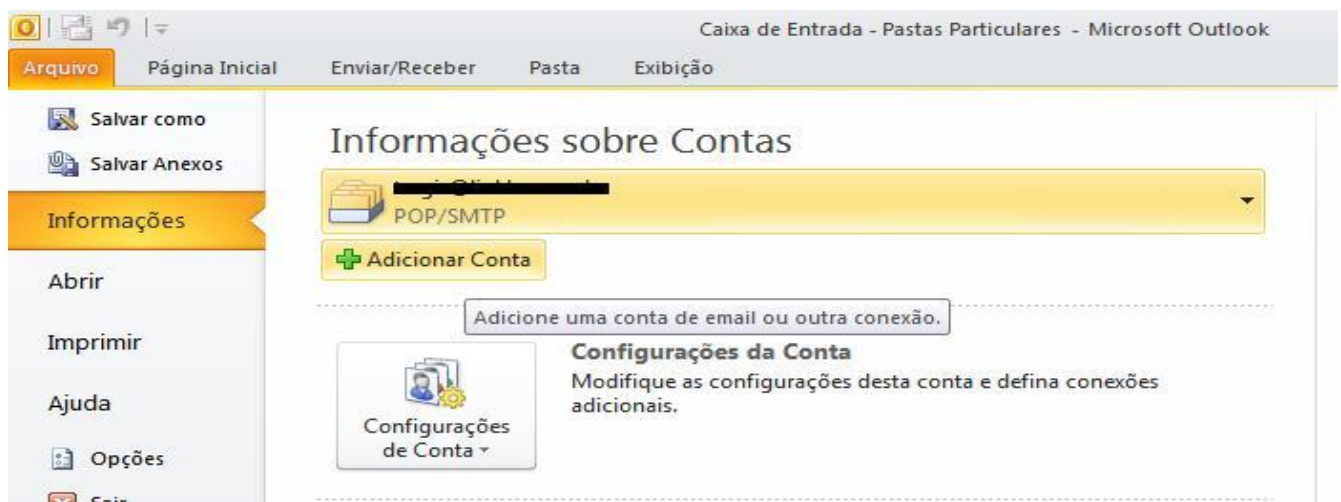 Caixa de Entrada - Pastas Particulares - Microsoft Outlook
Arquivo Página Inicial Enviar/Receber Pasta Exibição
Salvar como
Salvar Anexos
Informações
Abrir
Imprimir
Ajuda
Opções
Sair
Informações sobre Contas
POP/SMTP
Adicionar Conta
Adicione uma conta de email ou outra conexão.
Configurações
de Conta
Configurações da Conta
Modifique as configurações desta conta e defina conexões
adicionais.